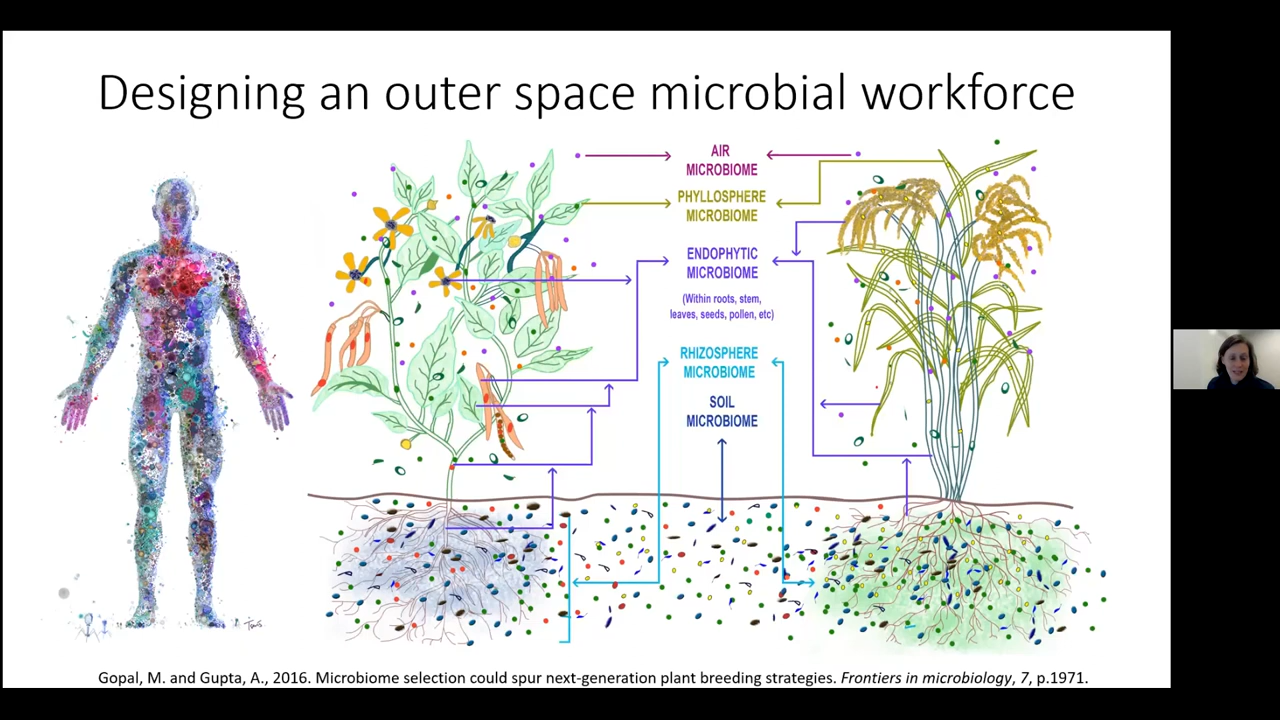 Designing an outer space microbial workforce
AIR
MICROBIOME
PHYLLOSPHERE
MICROBIOME
ENDOPHYTIC
MICROBIOME
(Within roots, stem,
leaves, seeds, pollen, etc)
RHIZOSPHERE
MICROBIOME
SOIL
MICROBIOME
Gopal, M. and Gupta, A., 2016. Microbiome selection could spur next-generation plant breeding strategies. Frontiers in microbiology, 7, p.1971.